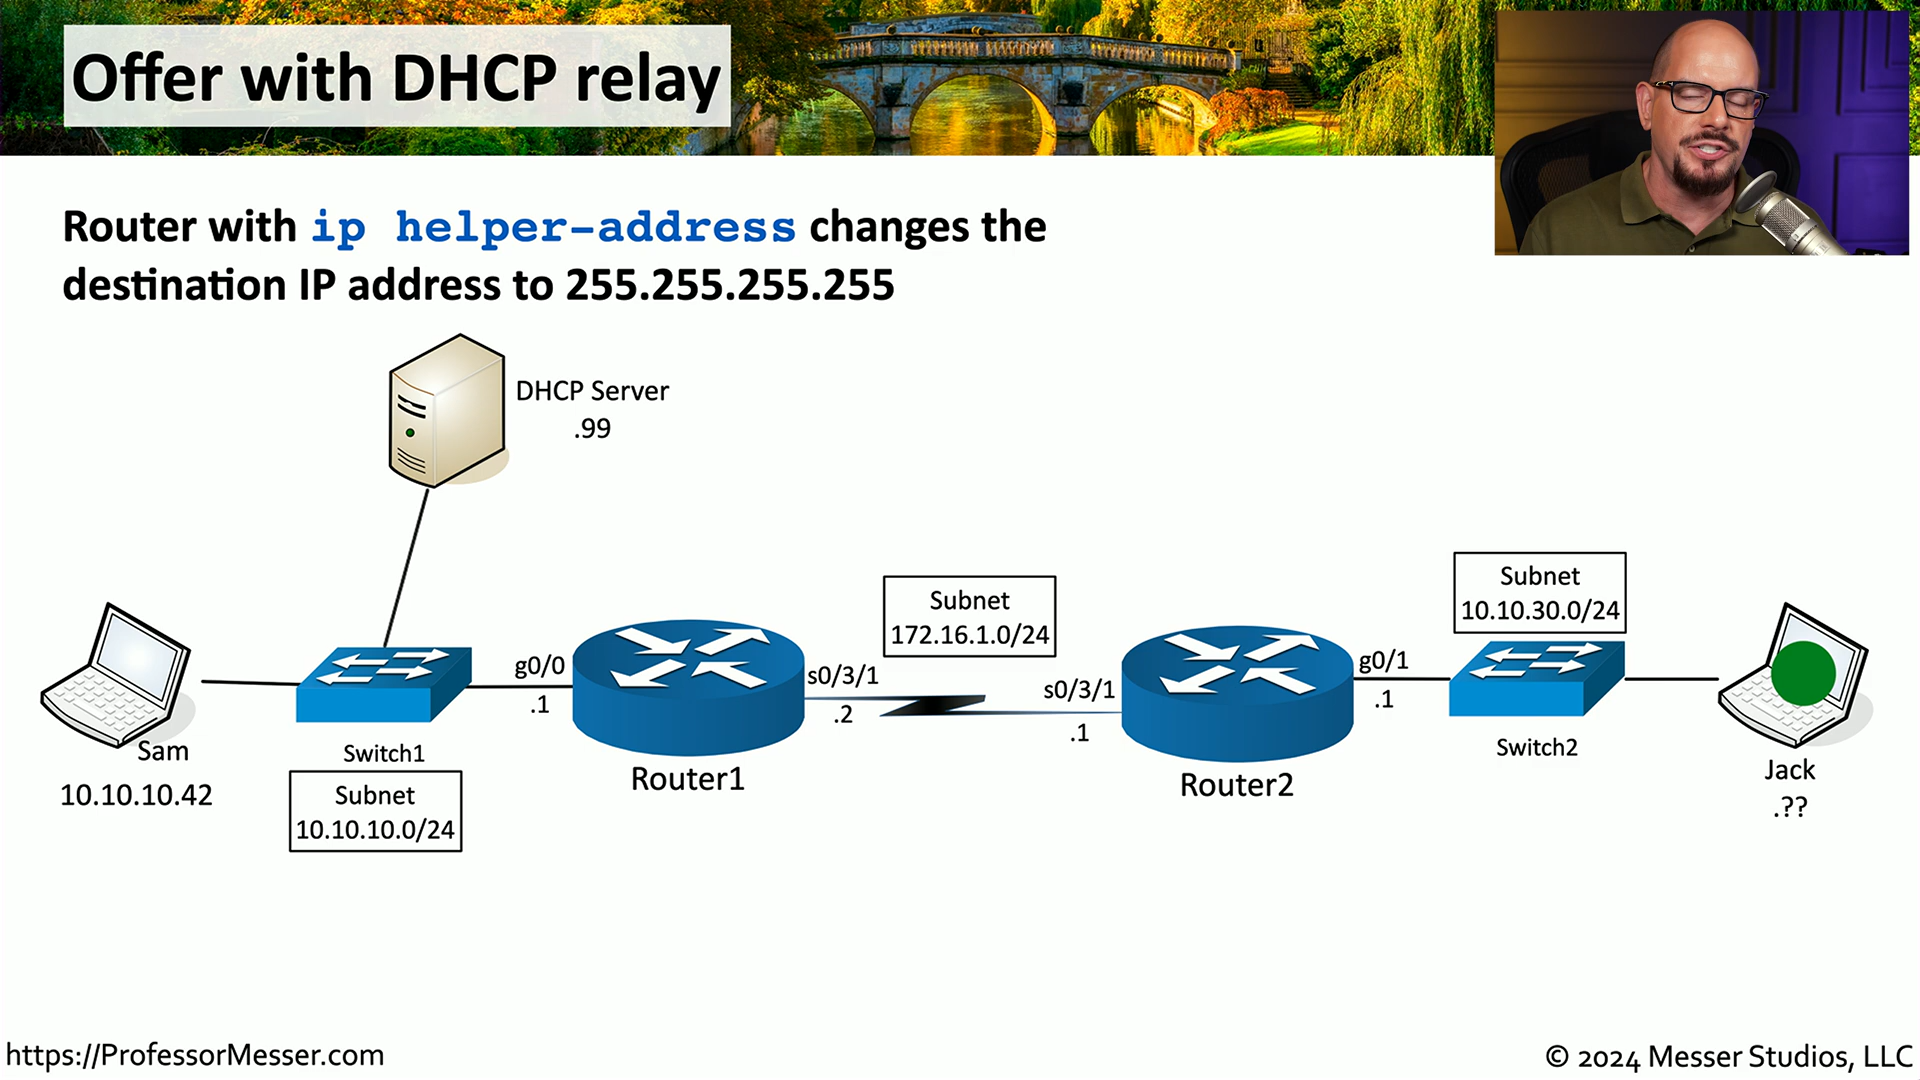 Offer with DHCP relay
Router with ip helper-address changes the
destination IP address to 255.255.255.255
DHCP Server
.99
Subnet
172.16.1.0/24
Subnet
10.10.30.0/24
g0/0
.1
s0/3/1
.2
s0/3/1
.1
g0/1
.1
Sam
10.10.10.42
Switch1
Subnet
10.10.10.0/24
Router1
Router2
Switch2
Jack
.??
https://ProfessorMesser.com
© 2024 Messer Studios, LLC